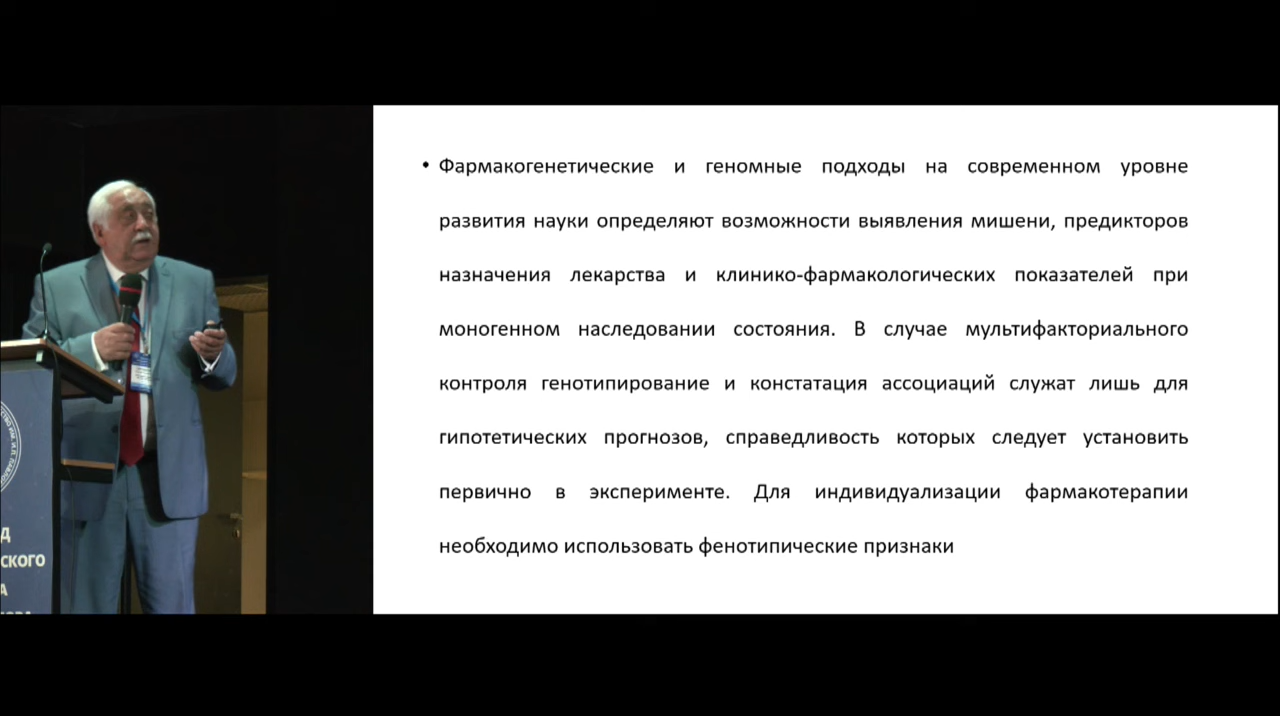 • Фармакогенетические и геномные подходы на современном уровне
развития науки определяют возможности выявления мишени, предикторов
назначения лекарства и клинико-фармакологических показателей при
моногенном наследовании состояния. В случае мультифакториального
контроля генотипирование и констатация ассоциаций служат лишь для
гипотетических прогнозов, справедливость которых следует установить
первично в эксперименте. Для индивидуализации фармакотерапии
необходимо использовать фенотипические признаки
Д
СКОГО
А